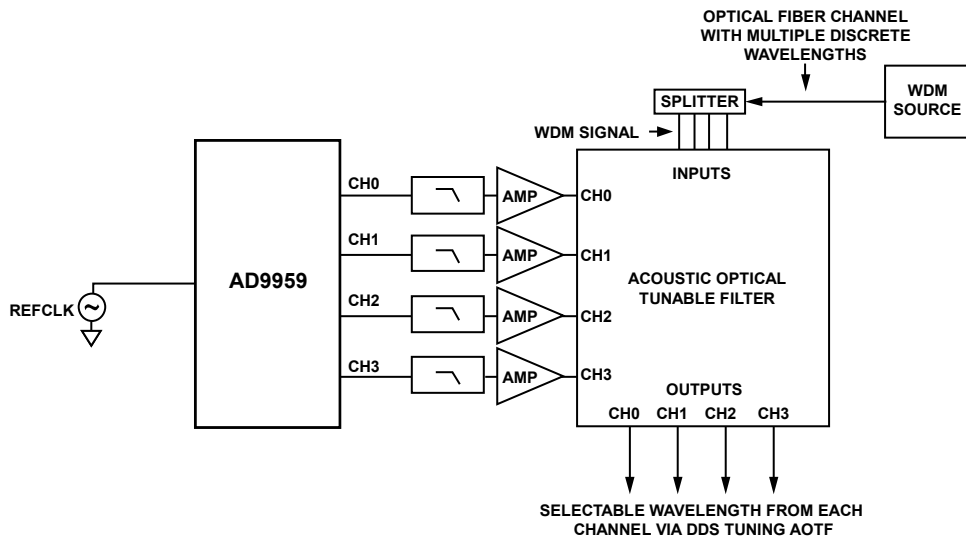 OPTICAL FIBER CHANNEL
WITH MULTIPLE DISCRETE
WAVELENGTHS
WDM
SOURCE
SPLITTER
WDM SIGNAL
INPUTS
CH0
AMP
CH0
CH1
AMP
CH1
AD9959
ACOUSTIC OPTICAL
TUNABLE FILTER
REFCLK
CH2
AMP
CH2
CH3
AMP
CH3
OUTPUTS
CH0 CH1 CH2 CH3
SELECTABLE WAVELENGTH FROM EACH
CHANNEL VIA DDS TUNING AOTF